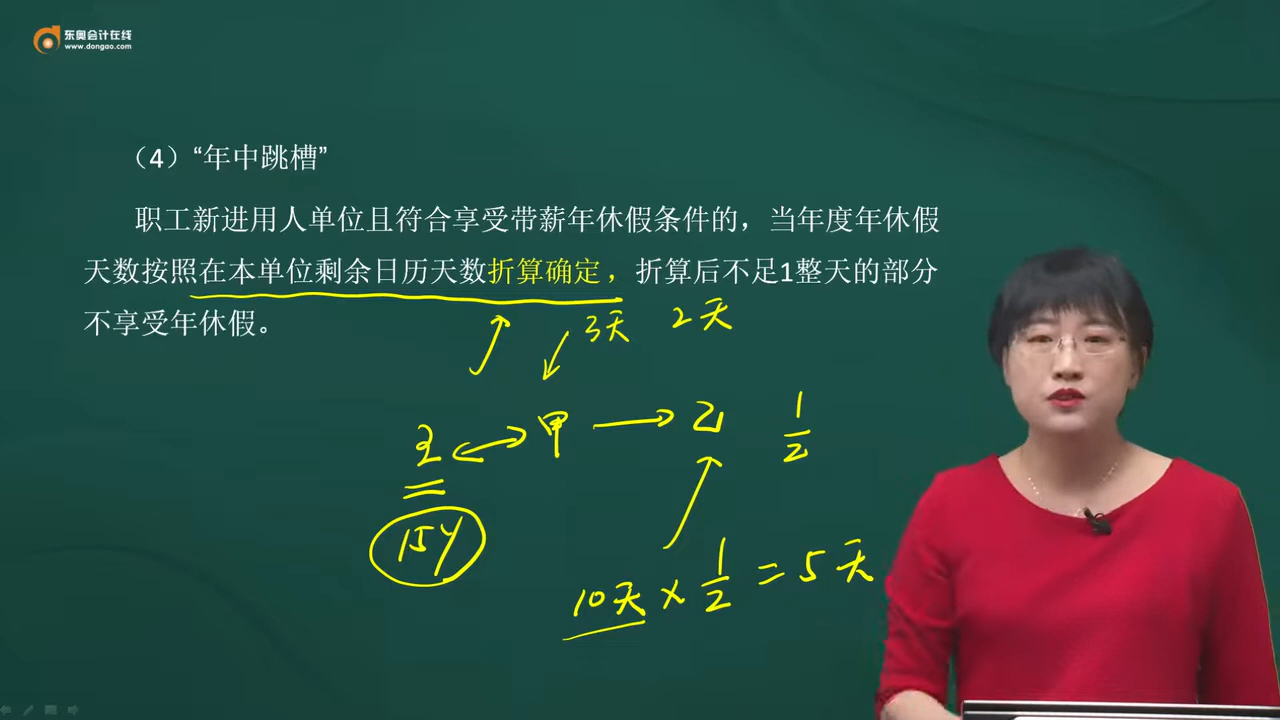 东奥会计在线
www.dongao.com
（4）“年中跳槽”
职工新进用人单位且符合享受带薪年休假条件的，当年度年休假
天数按照在本单位剩余日历天数折算确定，折算后不足1整天的部分
不享受年休假。
3天 2天
王 甲 乙 1/2
15y
10天 × 1/2 = 5天